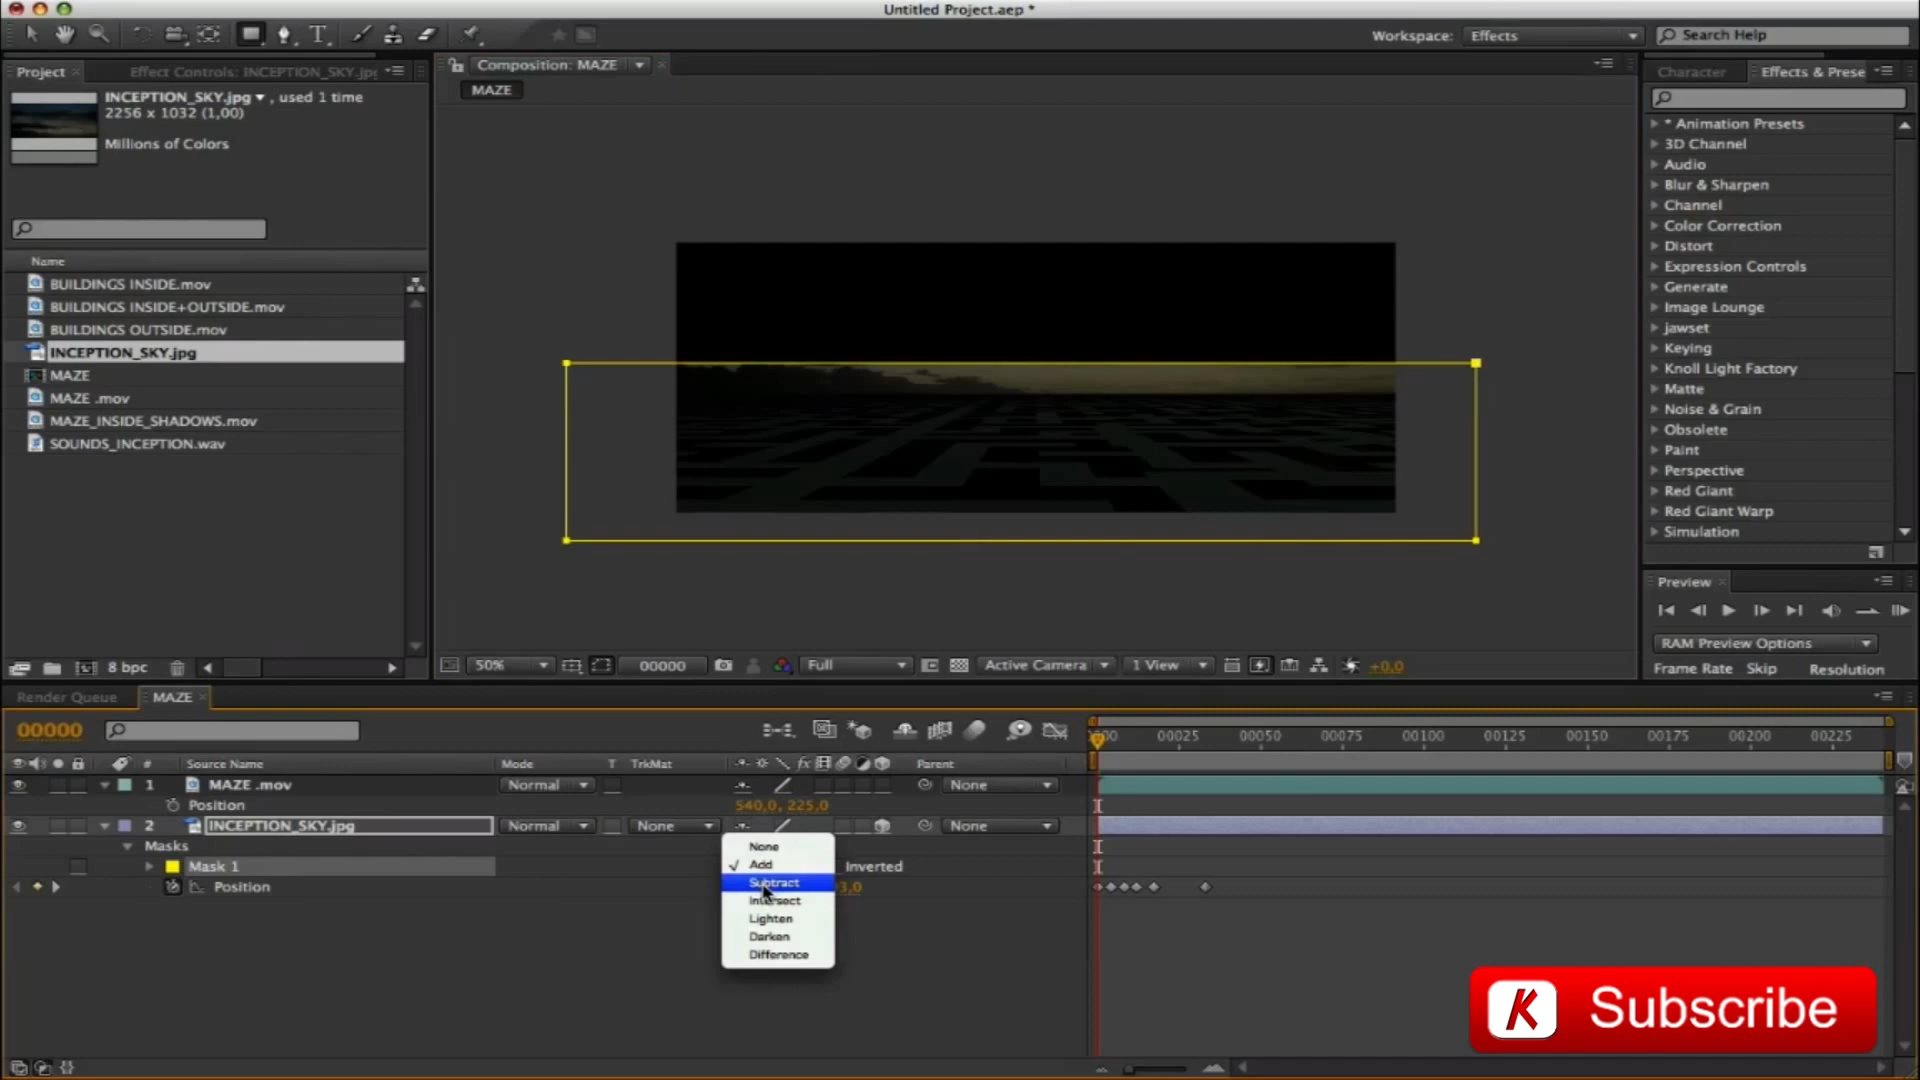 Untitled Project.aep *
Workspace: Effects
Search Help
Project
Effect Controls: INCEPTION_SKY.jpg
Composition: MAZE
Character
Effects & Prese
MAZE
INCEPTION_SKY.jpg ▾ , used 1 time
2256 x 1032 (1,00)
Millions of Colors
Name
BUILDINGS INSIDE.mov
BUILDINGS INSIDE+OUTSIDE.mov
BUILDINGS OUTSIDE.mov
INCEPTION_SKY.jpg
MAZE
MAZE .mov
MAZE_INSIDE_SHADOWS.mov
SOUNDS_INCEPTION.wav
8 bpc
* Animation Presets
3D Channel
Audio
Blur & Sharpen
Channel
Color Correction
Distort
Expression Controls
Generate
Image Lounge
jawset
Keying
Knoll Light Factory
Matte
Noise & Grain
Obsolete
Paint
Perspective
Red Giant
Red Giant Warp
Simulation
Preview
RAM Preview Options
Frame Rate Skip Resolution
50% 00000 Full Active Camera 1 View +0,0
Render Queue
MAZE
00000
00025 00050 00075 00100 00125 00150 00175 00200 00225
# Source Name Mode T TrkMat fx Parent
1 MAZE .mov Normal None
Position 540,0, 225,0
2 INCEPTION_SKY.jpg Normal None None
Masks
Mask 1 Inverted
Position 3,0
None
Add
Subtract
Intersect
Lighten
Darken
Difference
K Subscribe